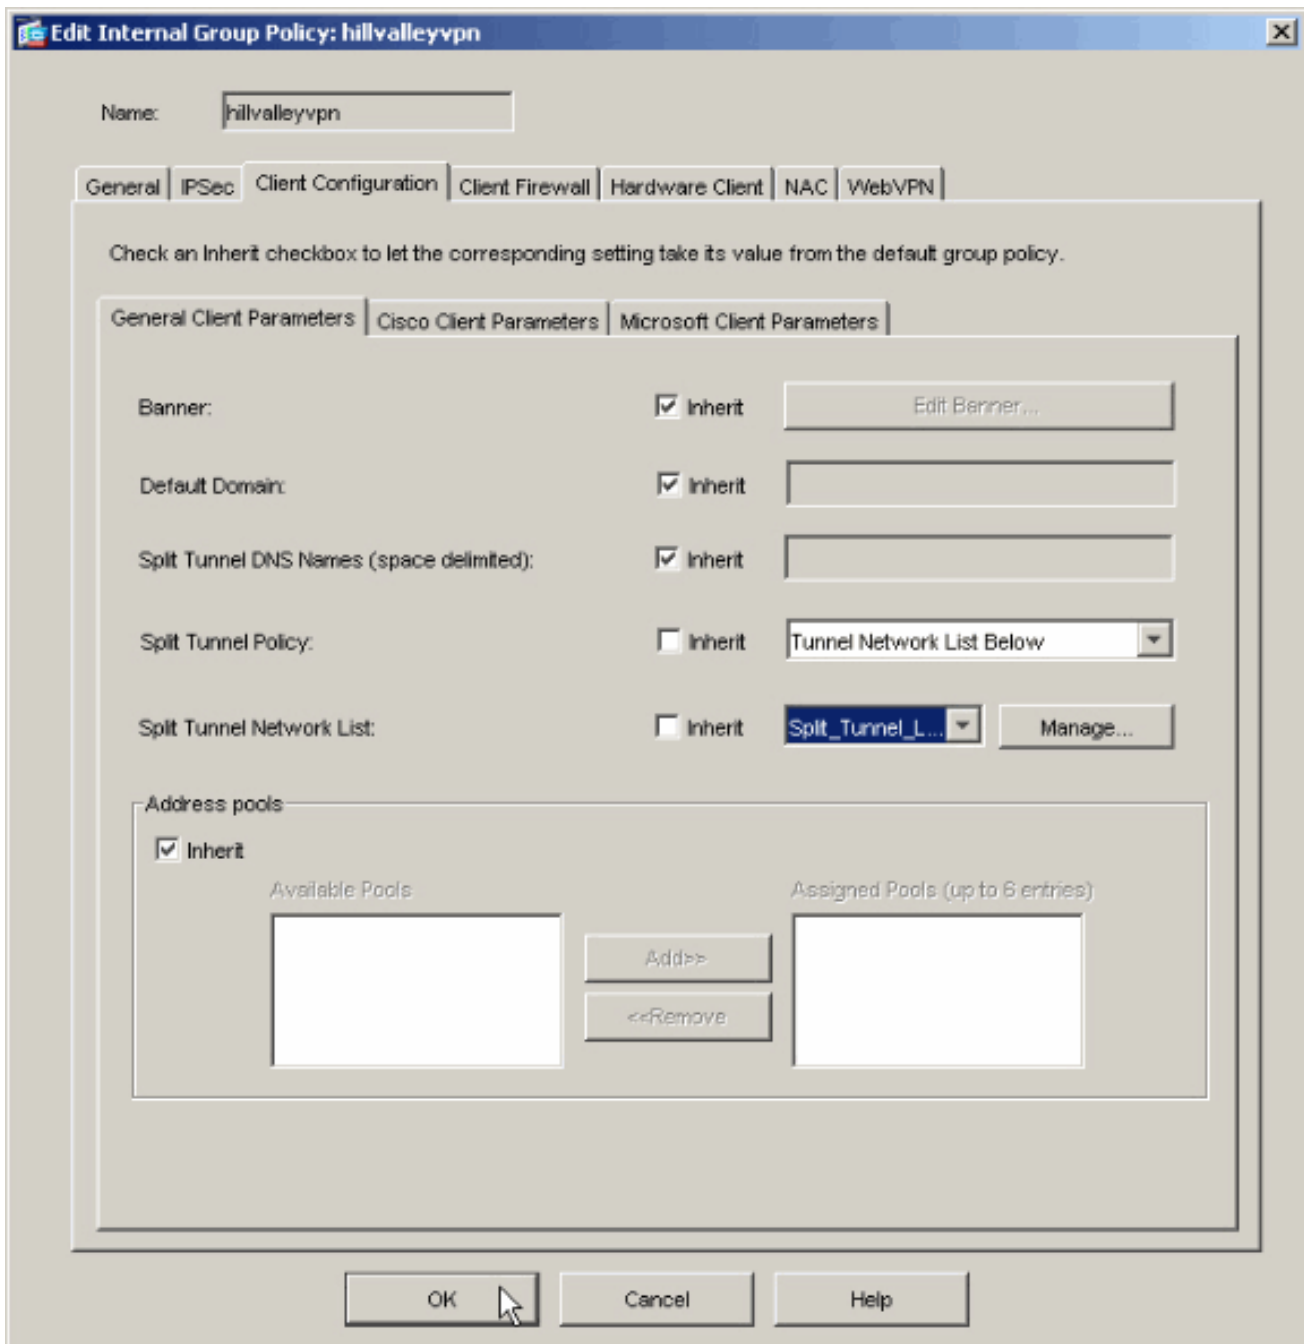 Edit Internal Group Policy: hillvalleyvpn
Name: hillvalleyvpn
General IPSec Client Configuration Client Firewall Hardware Client NAC WebVPN
Check an Inherit checkbox to let the corresponding setting take its value from the default group policy.
General Client Parameters Cisco Client Parameters Microsoft Client Parameters
Banner: Inherit Edit Banner...
Default Domain: Inherit
Split Tunnel DNS Names (space delimited): Inherit
Split Tunnel Policy: Inherit Tunnel Network List Below
Split Tunnel Network List: Inherit Split_Tunnel_L... Manage...
Address pools
Inherit
Available Pools Assigned Pools (up to 6 entries)
Add>>
<<Remove
OK Cancel Help